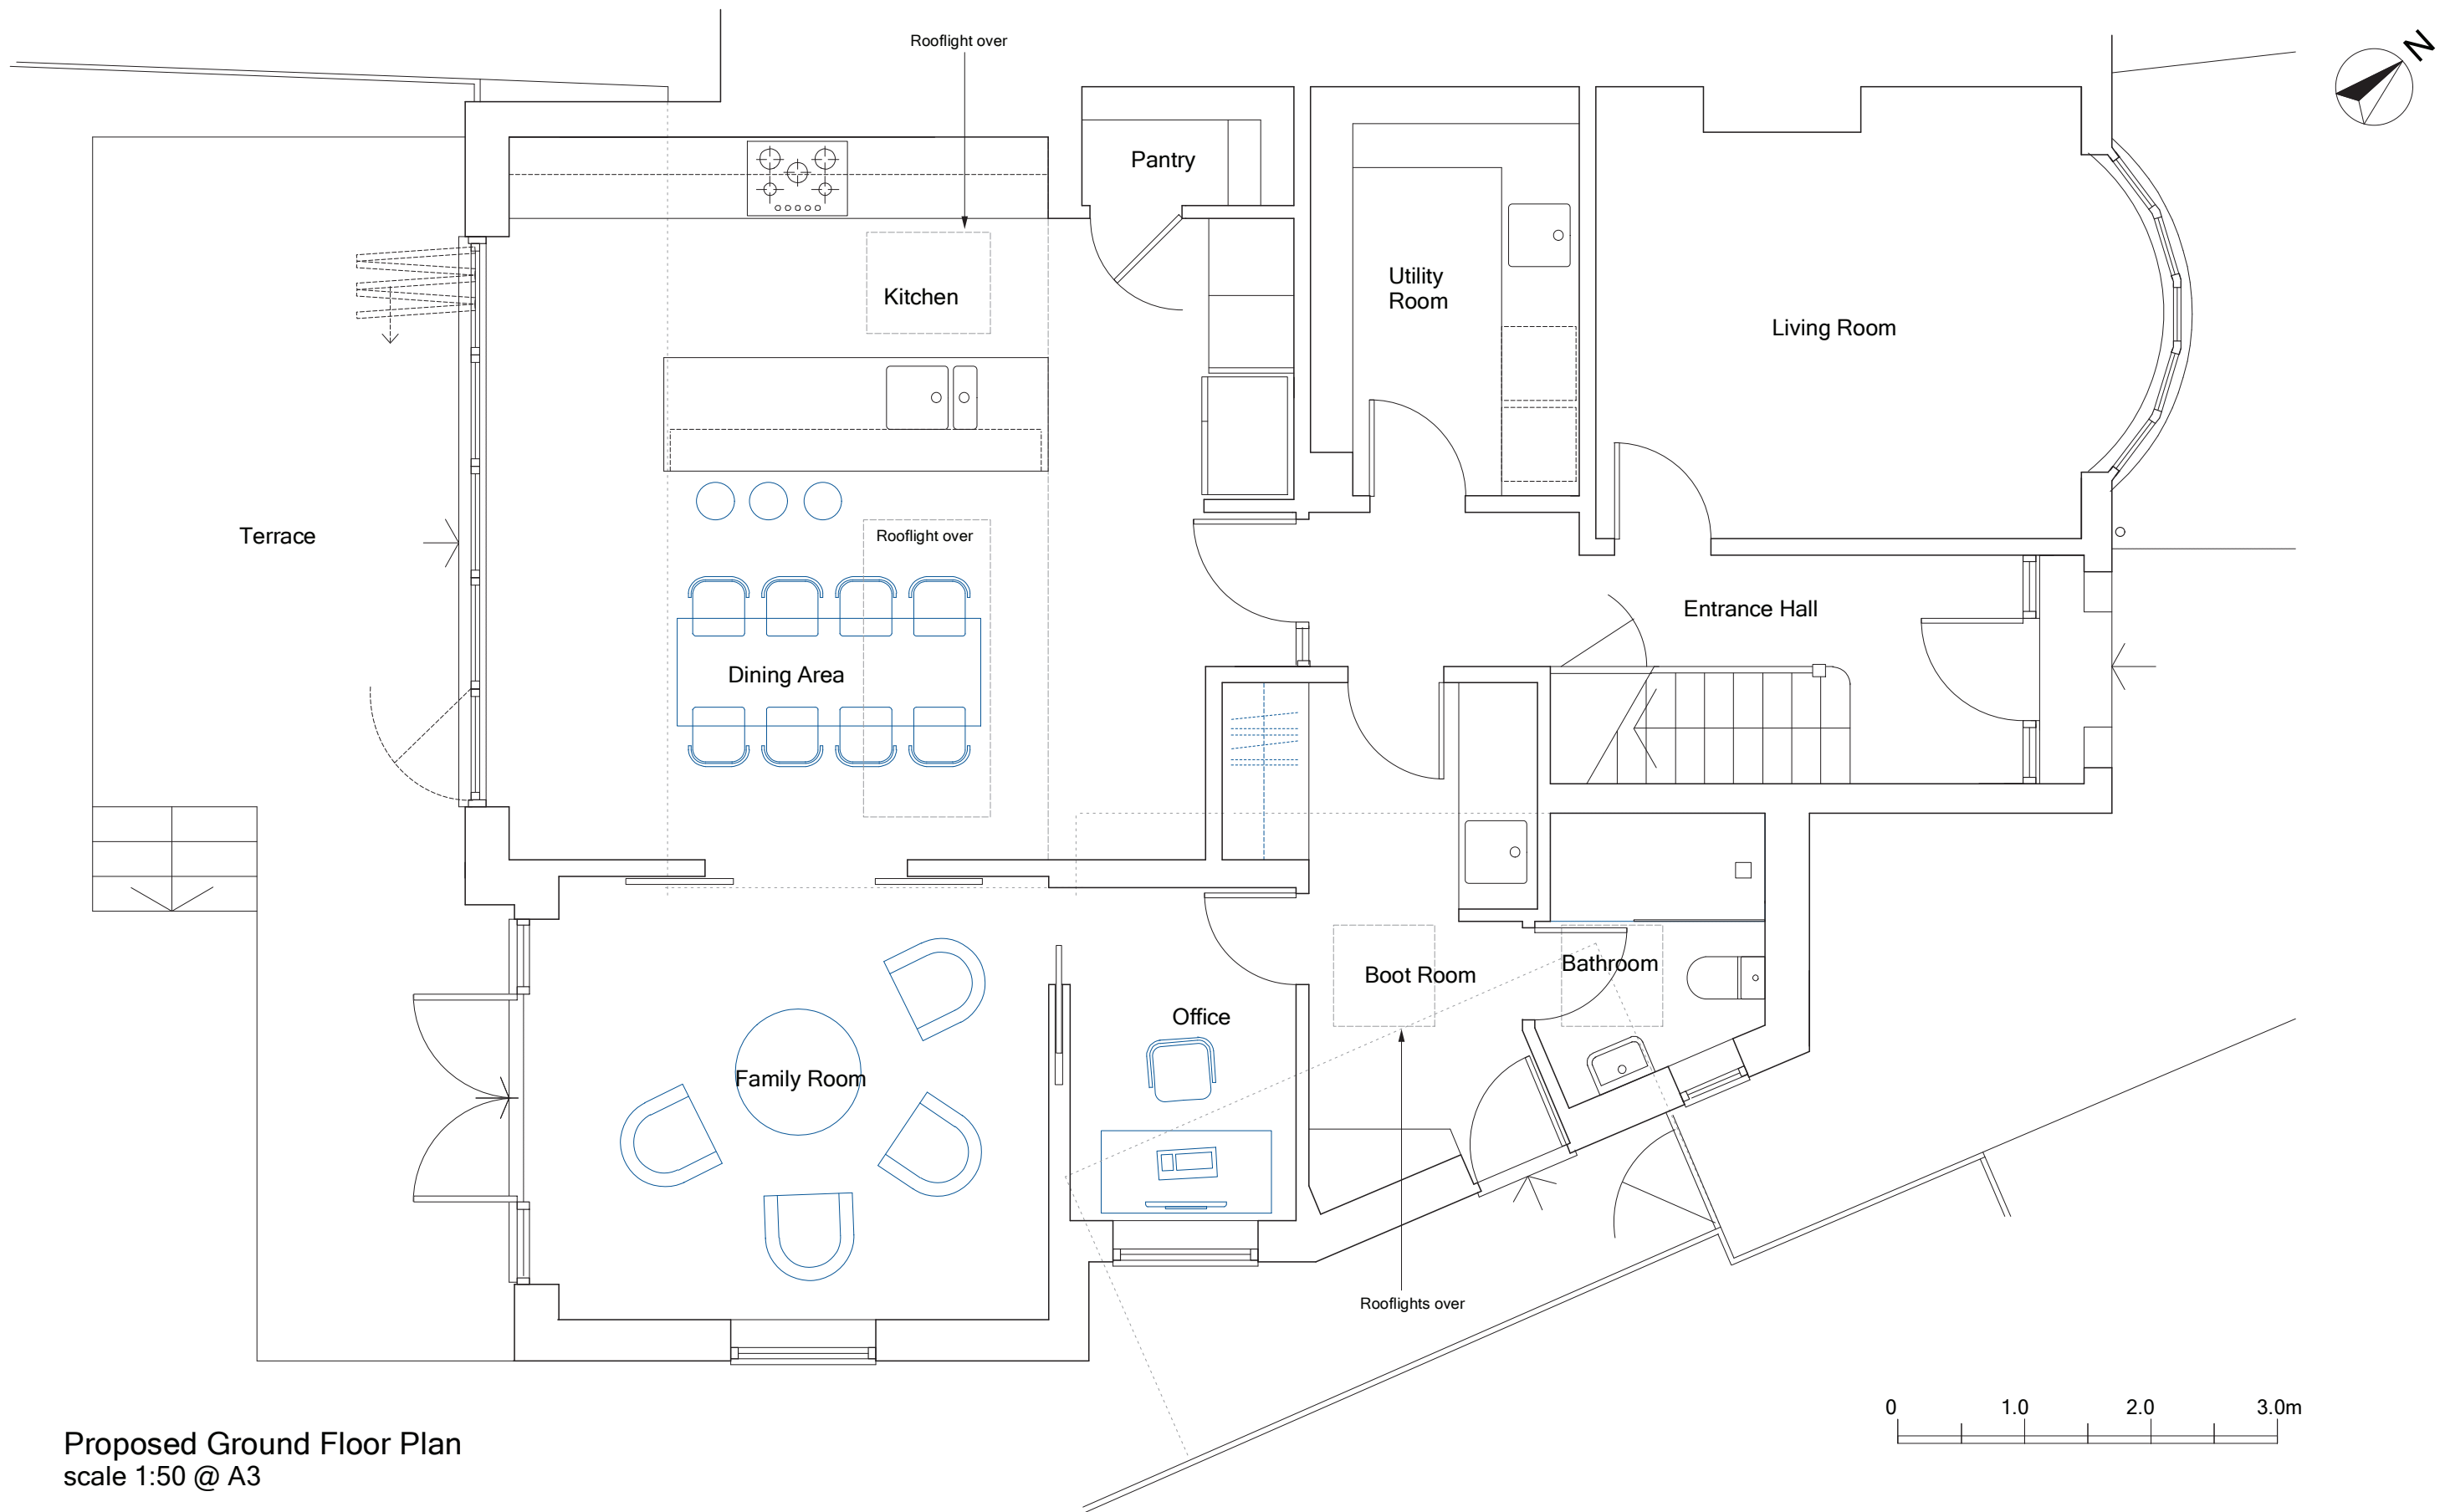 Rooflight over
N
Pantry
Utility
Room
Kitchen
Living Room
Terrace
Rooflight over
Entrance Hall
Dining Area
Bathroom
Boot Room
Office
Family Room
Rooflights over
0 1.0 2.0 3.0m
Proposed Ground Floor Plan
scale 1:50 @ A3